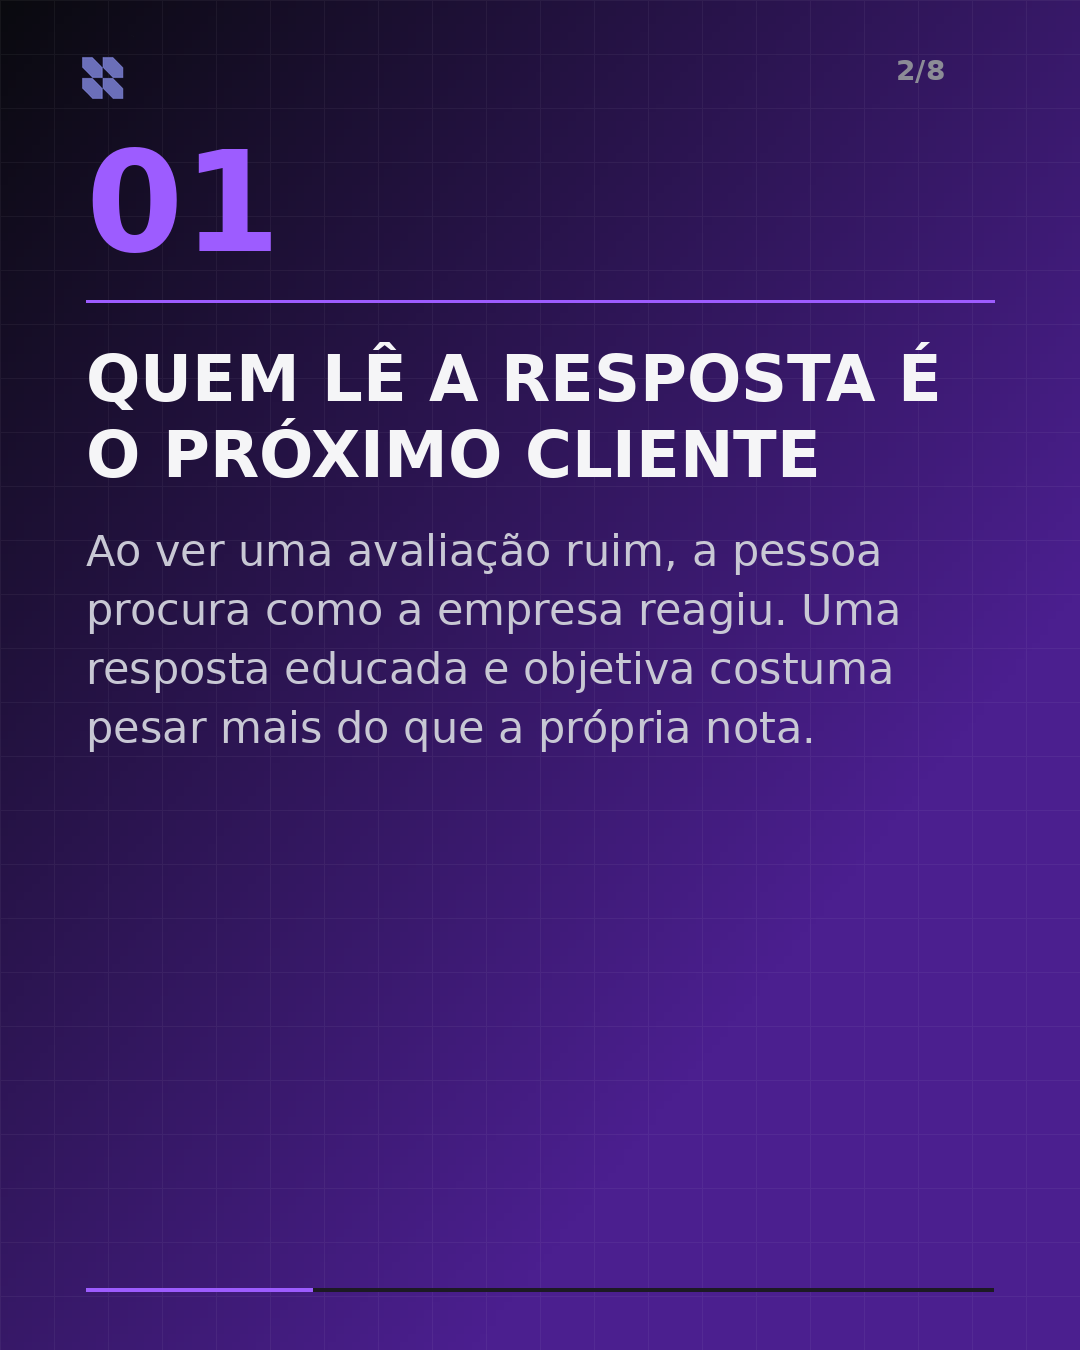 2/8
01
QUEM LÊ A RESPOSTA É
O PRÓXIMO CLIENTE
Ao ver uma avaliação ruim, a pessoa
procura como a empresa reagiu. Uma
resposta educada e objetiva costuma
pesar mais do que a própria nota.